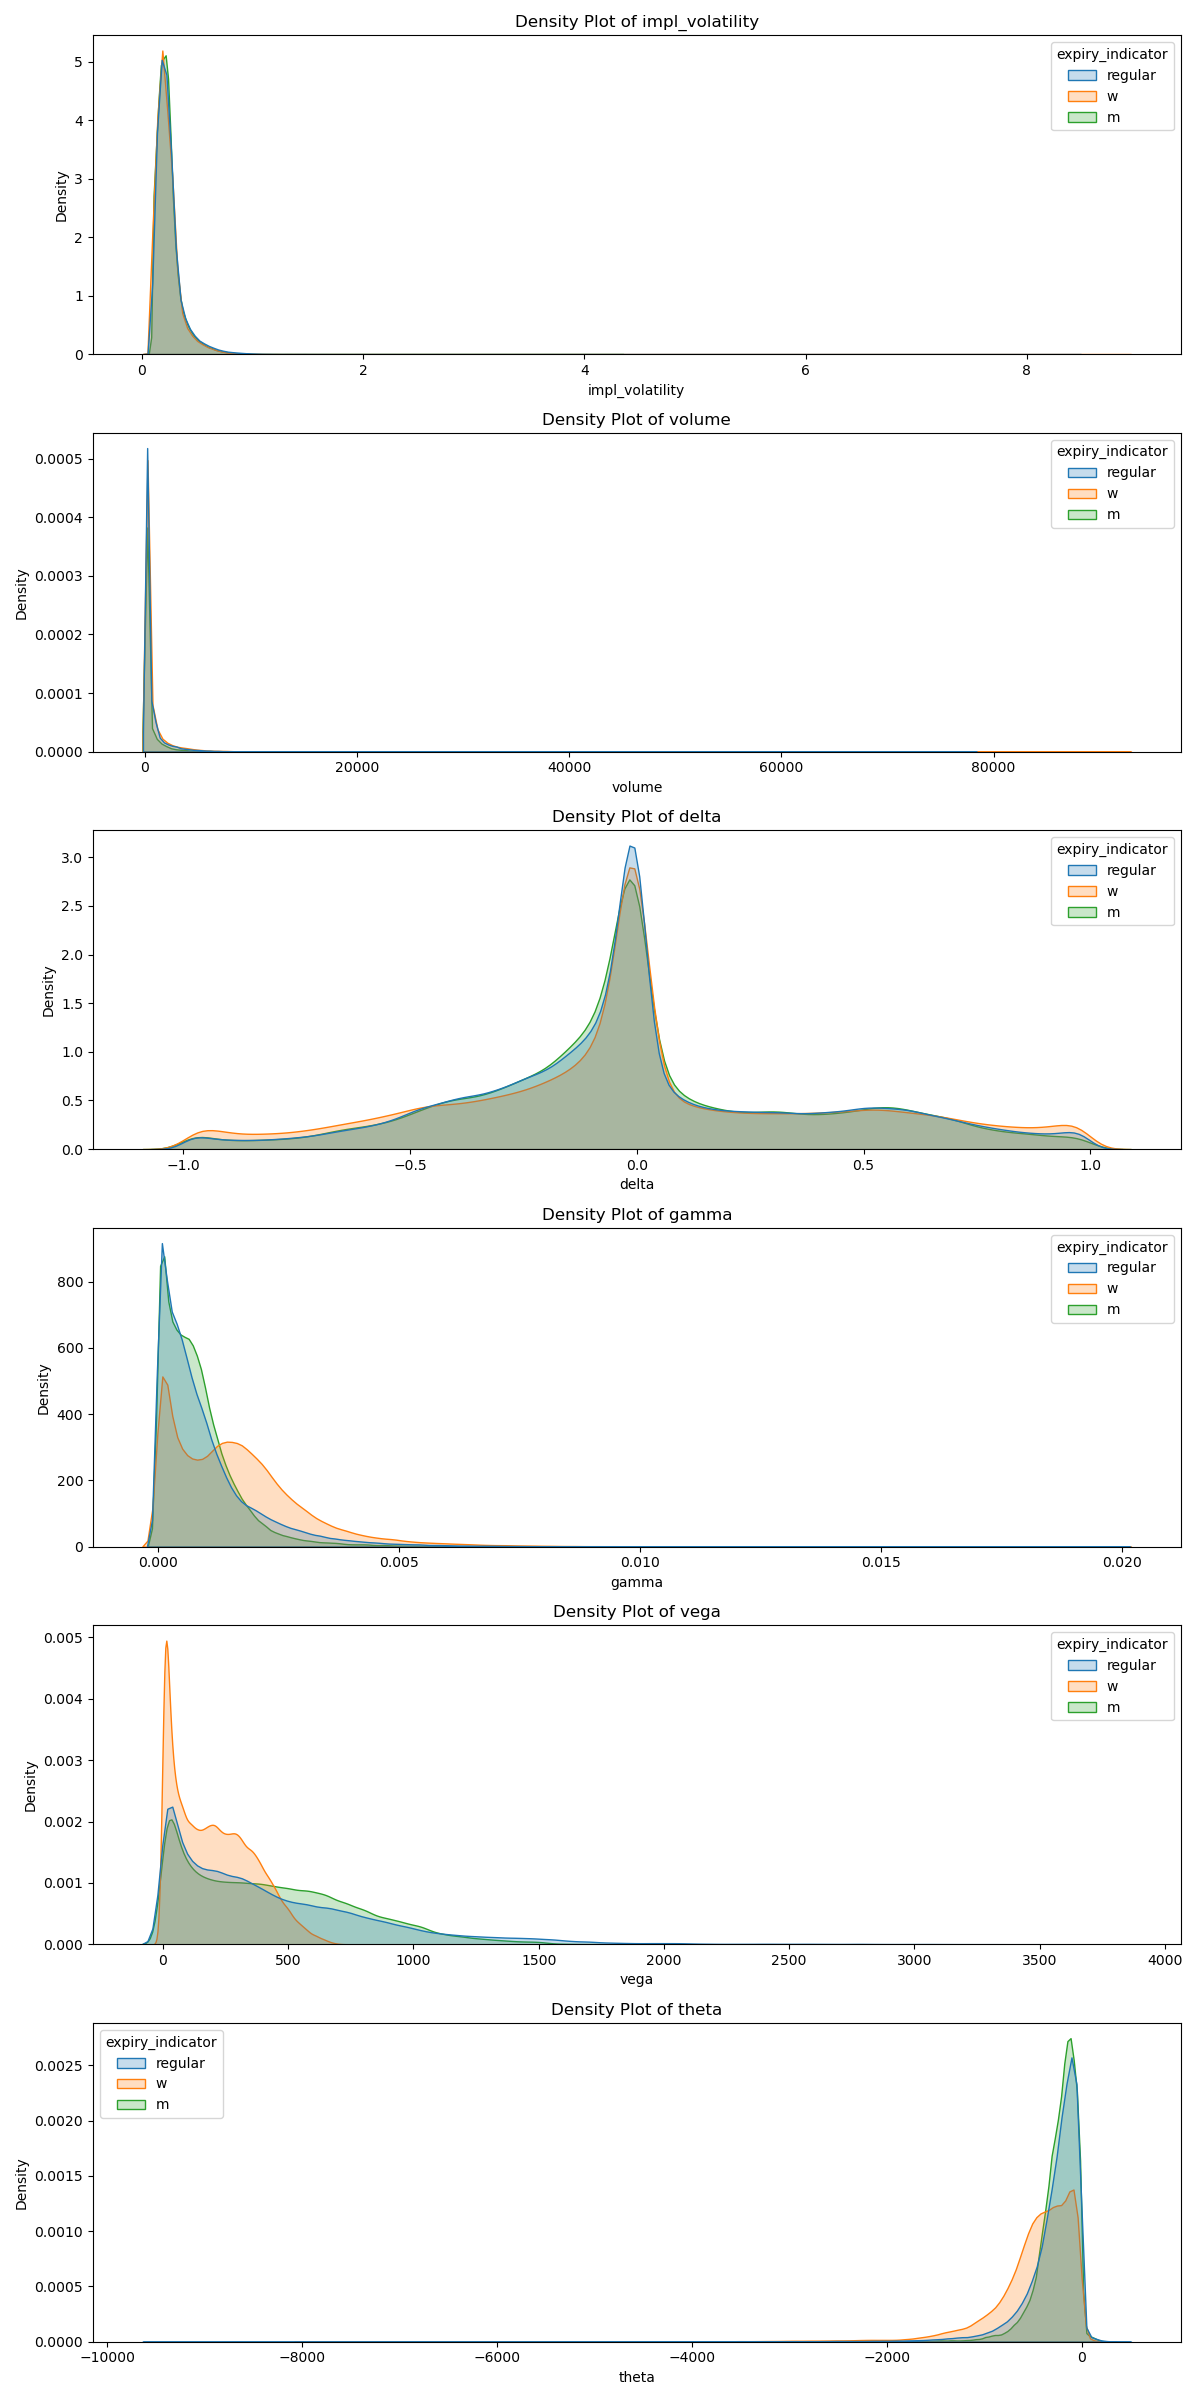 Density Plot of impl_volatility
expiry_indicator
regular
w
m
5
4
3
2
1
0
Density
0 2 4 6 8
impl_volatility
Density Plot of volume
expiry_indicator
regular
w
m
0.0005
0.0004
0.0003
0.0002
0.0001
0.0000
Density
0 20000 40000 60000 80000
volume
Density Plot of delta
expiry_indicator
regular
w
m
3.0
2.5
2.0
1.5
1.0
0.5
0.0
Density
−1.0 −0.5 0.0 0.5 1.0
delta
Density Plot of gamma
expiry_indicator
regular
w
m
800
600
400
200
0
Density
0.000 0.005 0.010 0.015 0.020
gamma
Density Plot of vega
expiry_indicator
regular
w
m
0.005
0.004
0.003
0.002
0.001
0.000
Density
0 500 1000 1500 2000 2500 3000 3500 4000
vega
Density Plot of theta
expiry_indicator
regular
w
m
0.0025
0.0020
0.0015
0.0010
0.0005
0.0000
Density
−10000 −8000 −6000 −4000 −2000 0
theta